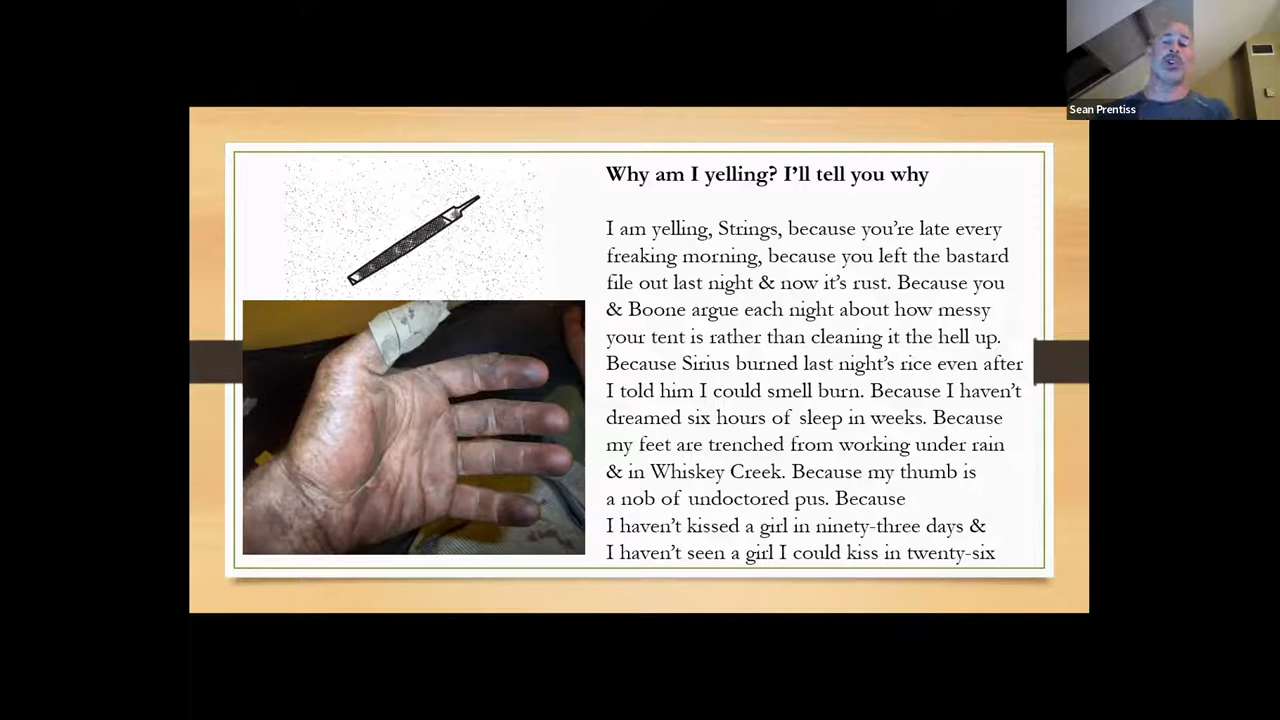 Sean Prentiss
Why am I yelling? I'll tell you why
I am yelling, Strings, because you're late every
freaking morning, because you left the bastard
file out last night & now it's rust. Because you
& Boone argue each night about how messy
your tent is rather than cleaning it the hell up.
Because Sirius burned last night's rice even after
I told him I could smell burn. Because I haven't
dreamed six hours of sleep in weeks. Because
my feet are trenched from working under rain
& in Whiskey Creek. Because my thumb is
a nob of undoctored pus. Because
I haven't kissed a girl in ninety-three days &
I haven't seen a girl I could kiss in twenty-six